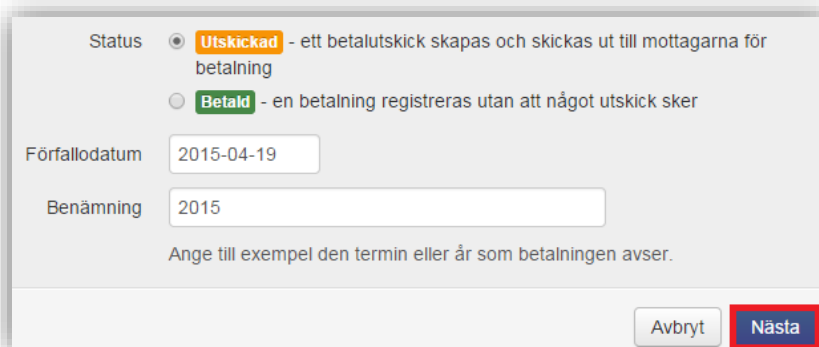 Status Utskickad - ett betalutskick skapas och skickas ut till mottagarna för
betalning
Betald - en betalning registreras utan att något utskick sker
Förfallodatum 2015-04-19
Benämning 2015
Ange till exempel den termin eller år som betalningen avser.
Avbryt Nästa